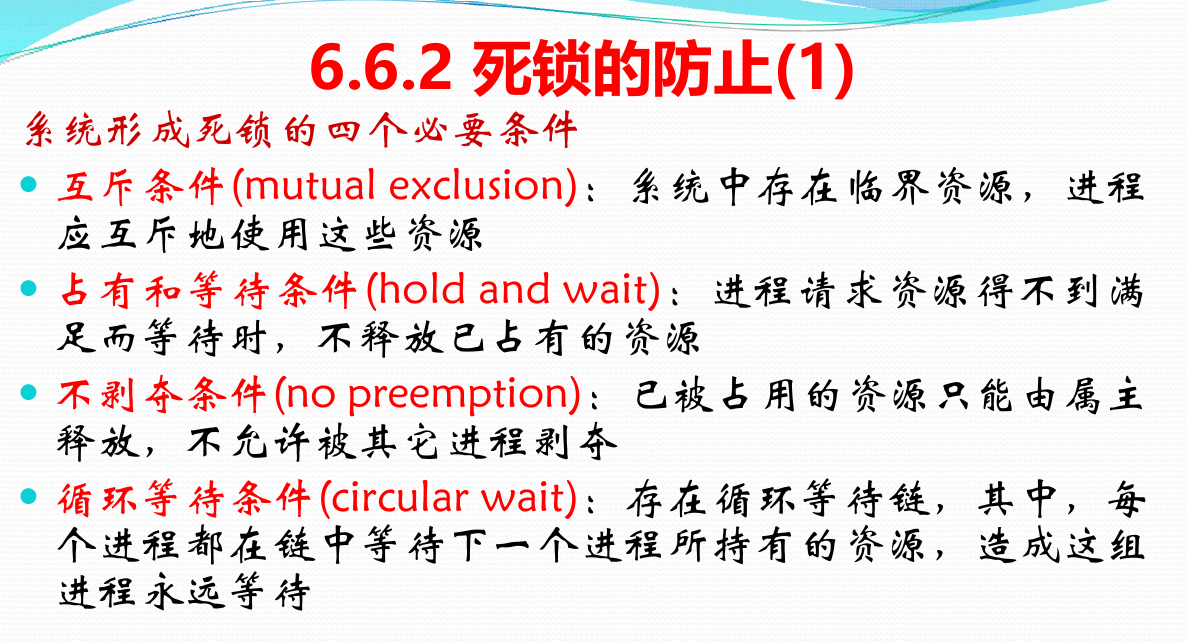 6.6.2 死锁的防止(1)
系统形成死锁的四个必要条件
互斥条件(mutual exclusion)：系统中存在临界资源，进程
应互斥地使用这些资源
占有和等待条件(hold and wait)：进程请求资源得不到满
足而等待时，不释放已占有的资源
不剥夺条件(no preemption)：已被占用的资源只能由属主
释放，不允许被其它进程剥夺
循环等待条件(circular wait)：存在循环等待链，其中，每
个进程都在链中等待下一个进程所持有的资源，造成这组
进程永远等待